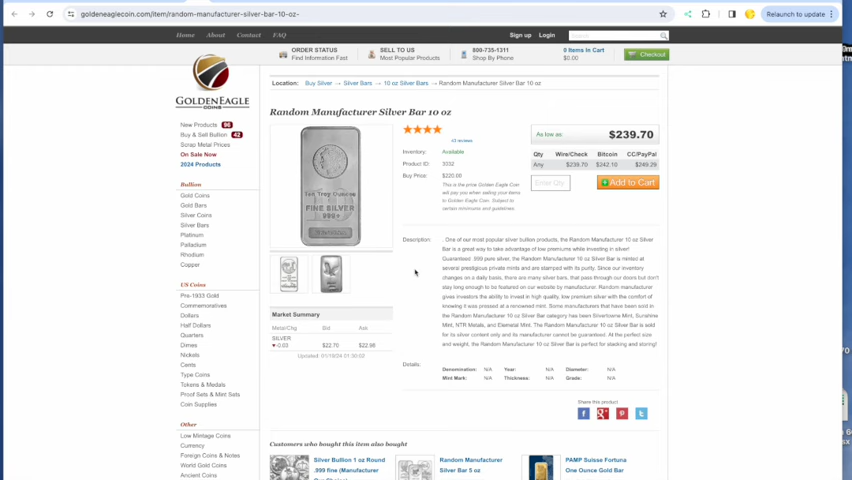 goldeneaglecoin.com/item/random-manufacturer-silver-bar-10-oz-
Relaunch to update
Home About Contact FAQ
Sign up Login
ORDER STATUS
Find Information Fast
SELL TO US
Most Popular Products
800-735-1311
Shop By Phone
0 Items In Cart
$0.00
Checkout
GOLDENEAGLE
COINS
Location: Buy Silver Silver Bars 10 oz Silver Bars Random Manufacturer Silver Bar 10 oz
Random Manufacturer Silver Bar 10 oz
New Products 96
Buy & Sell Bullion 42
Scrap Metal Prices
On Sale Now
2024 Products
Bullion
Gold Coins
Gold Bars
Silver Coins
Silver Bars
Platinum
Palladium
Rhodium
Copper
US Coins
Pre-1933 Gold
Commemoratives
Dollars
Half Dollars
Quarters
Dimes
Nickels
Cents
Type Coins
Tokens & Medals
Proof Sets & Mint Sets
Coin Supplies
Other
Low Mintage Coins
Currency
Foreign Coins & Notes
World Gold Coins
Ancient Coins
Ten Troy Ounce
FINE SILVER
999+
Market Summary
Metal/Chg Bid Ask
SILVER
-0.03 $22.70 $22.98
Updated: 01/19/24 01:30:02
43 reviews
Inventory: Available
Product ID: 3032
Buy Price: $220.00
This is the price Golden Eagle Coin
will pay you when selling your items
to Golden Eagle Coin. Subject to
certain minimums and guidelines.
As low as: $239.70
Qty Wire/Check Bitcoin CC/PayPal
Any $239.70 $242.10 $249.29
Enter Qty
Add to Cart
Description: . One of our most popular silver bullion products, the Random Manufacturer 10 oz Silver
Bar is a great way to take advantage of low premiums while investing in silver!
Guaranteed .999 pure silver, the Random Manufacturer 10 oz Silver Bar is minted at
several prestigious private mints and are stamped with its purity. Since our inventory
changes on a daily basis, there are many silver bars, that pass through our doors but don't
stay long enough to be featured on our website by manufacturer. Random manufacturer
gives investors the ability to invest in high quality, low premium silver with the comfort of
knowing it was pressed at a renowned mint. Some manufacturers that have been sold in
the Random Manufacturer 10 oz Silver Bar category has been Silvertowne Mint, Sunshine
Mint, NTR Metals, and Elemetal Mint. The Random Manufacturer 10 oz Silver Bar is sold
for its silver content only and its manufacturer cannot be guaranteed. At the perfect size
and weight, the Random Manufacturer 10 oz Silver Bar is perfect for stacking and storing!
Details: Denomination: N/A Year: N/A Diameter: N/A
Mint Mark: N/A Thickness: N/A Grade: N/A
Share this product
Customers who bought this item also bought
Silver Bullion 1 oz Round
.999 fine (Manufacturer
Random Manufacturer
Silver Bar 5 oz
PAMP Suisse Fortuna
One Ounce Gold Bar